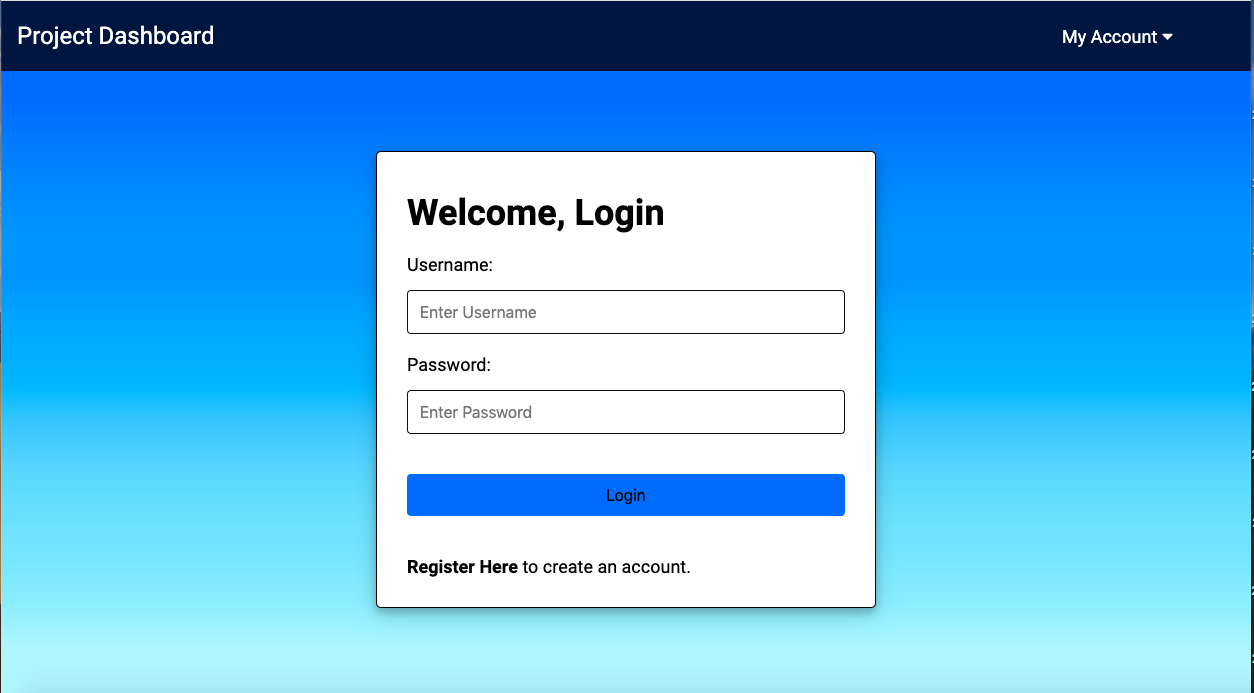 Project Dashboard
My Account
Welcome, Login
Username:
Enter Username
Password:
Enter Password
Login
Register Here to create an account.